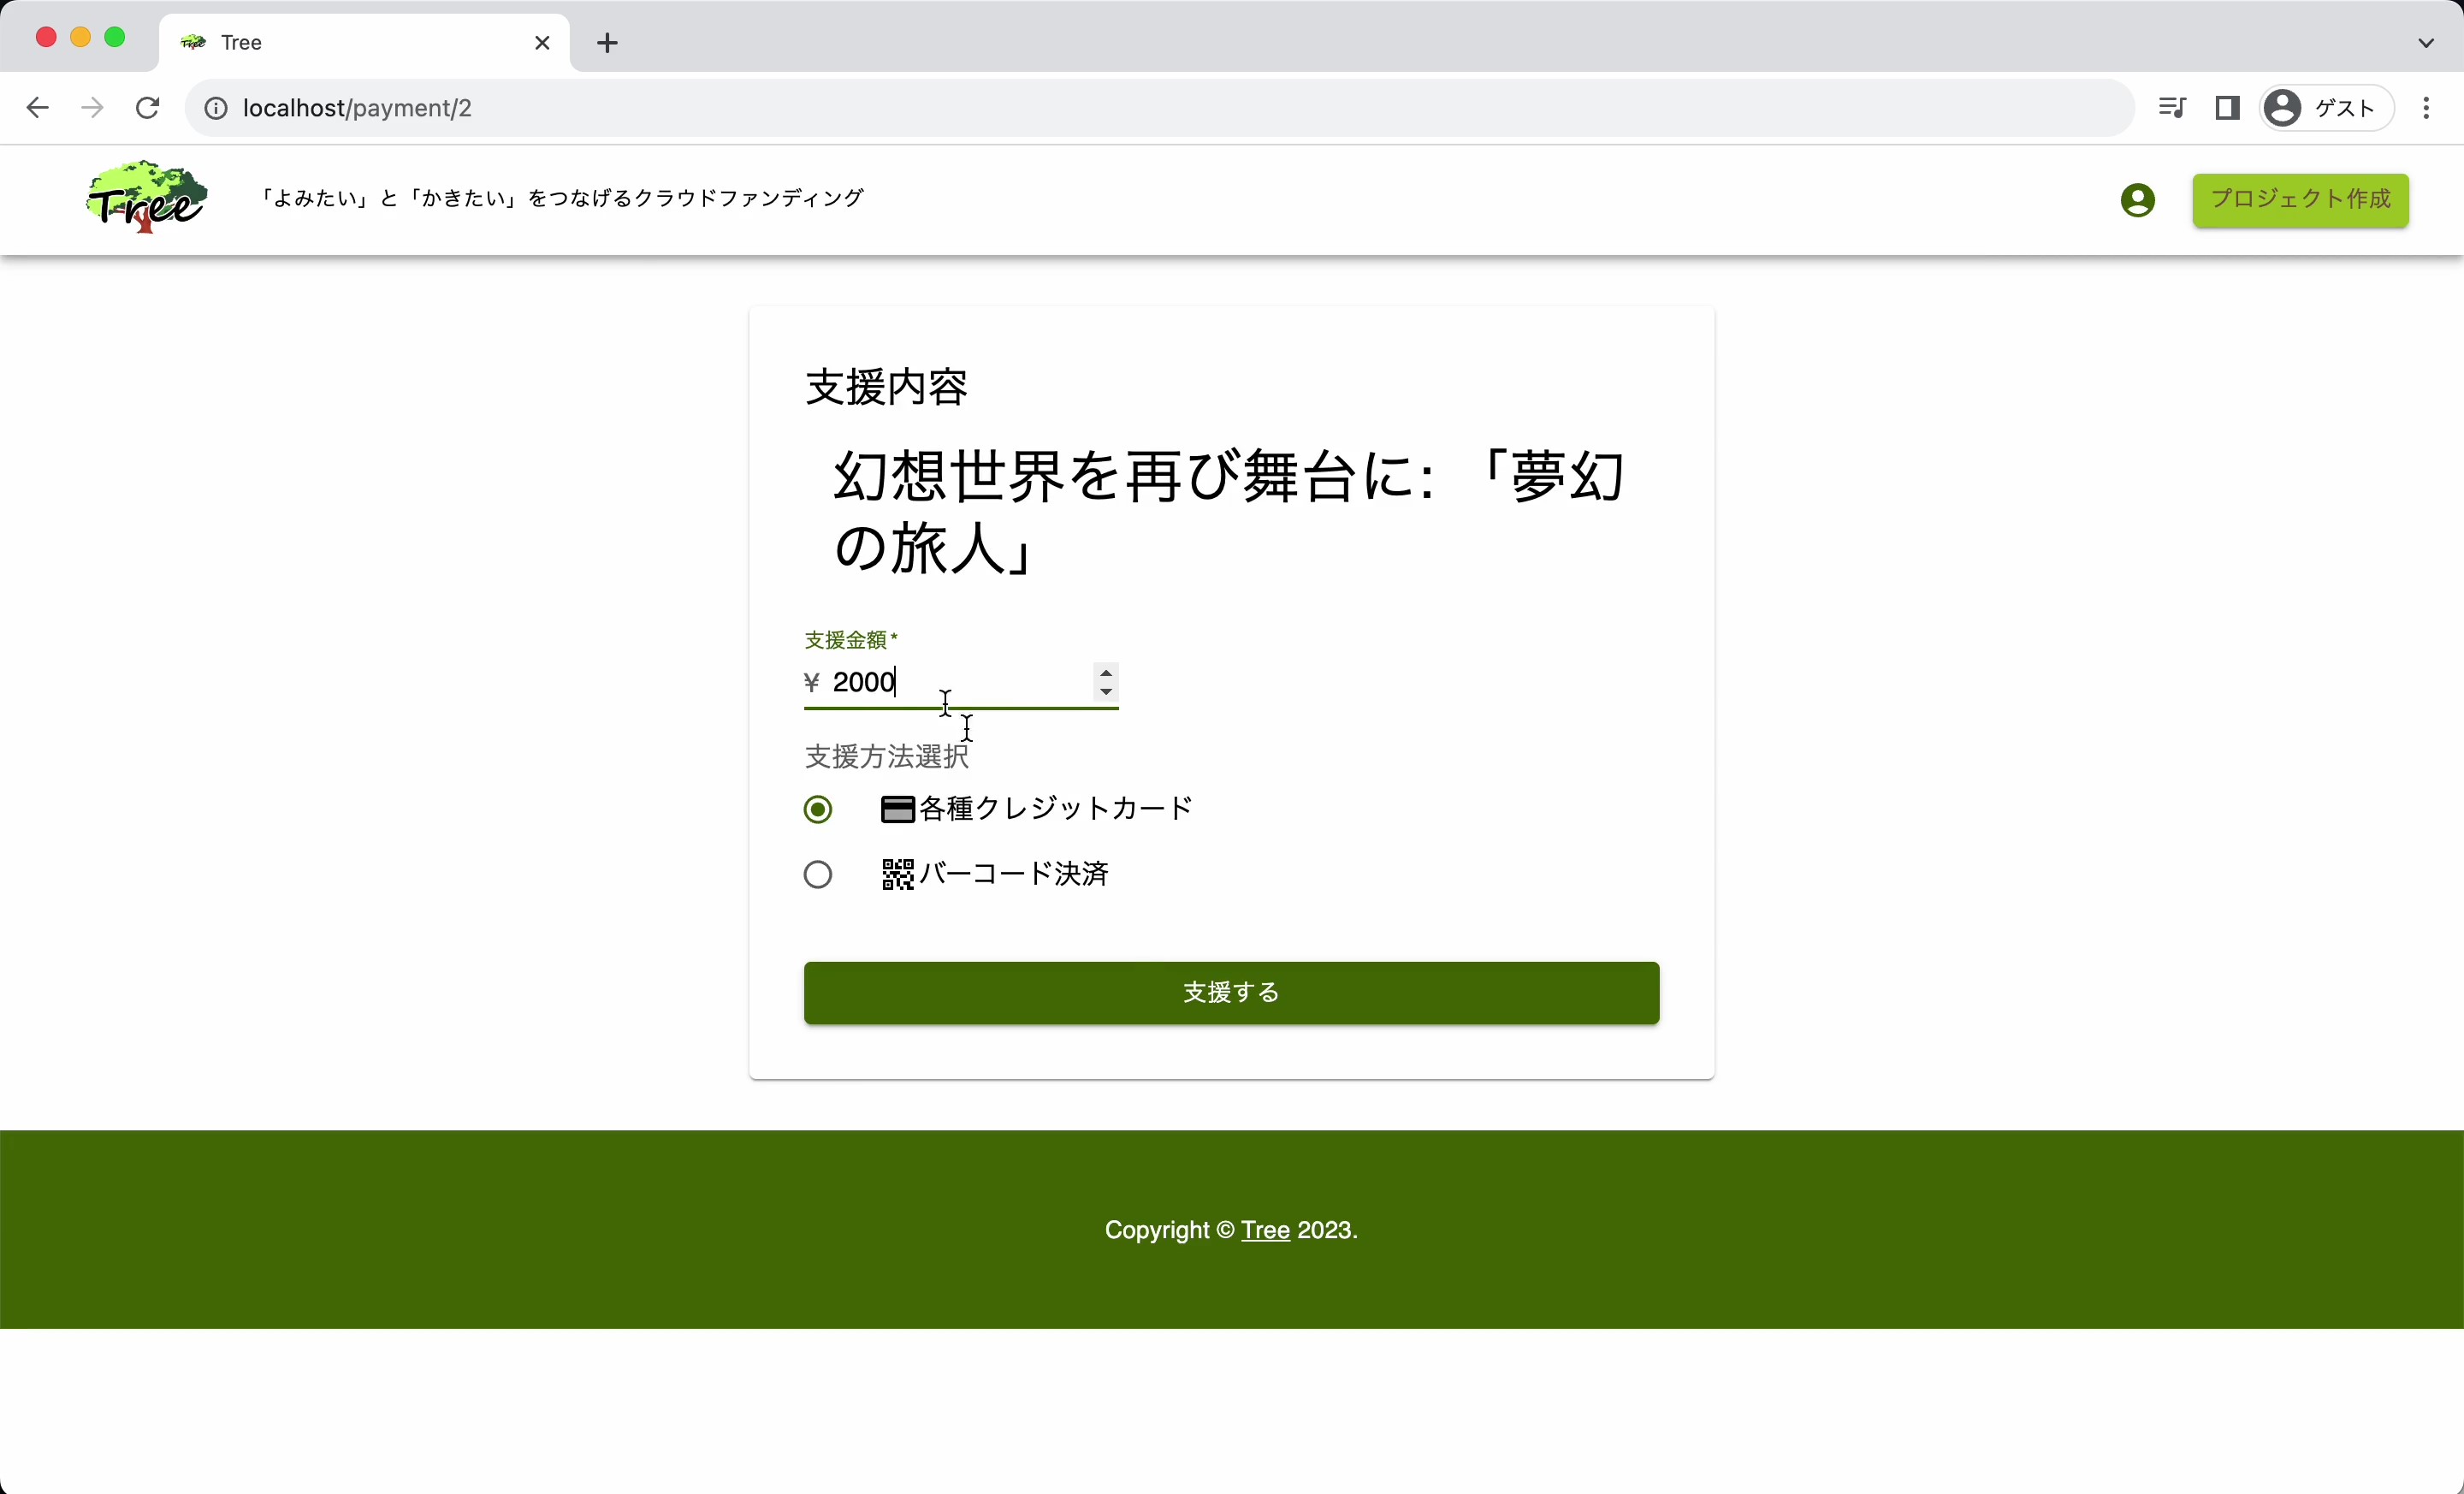 Tree
localhost/payment/2
ゲスト
Tree
「よみたい」と「かきたい」をつなげるクラウドファンディング
プロジェクト作成
支援内容
幻想世界を再び舞台に: 「夢幻
の旅人」
支援金額*
¥ 2000
支援方法選択
各種クレジットカード
バーコード決済
支援する
Copyright © Tree 2023.